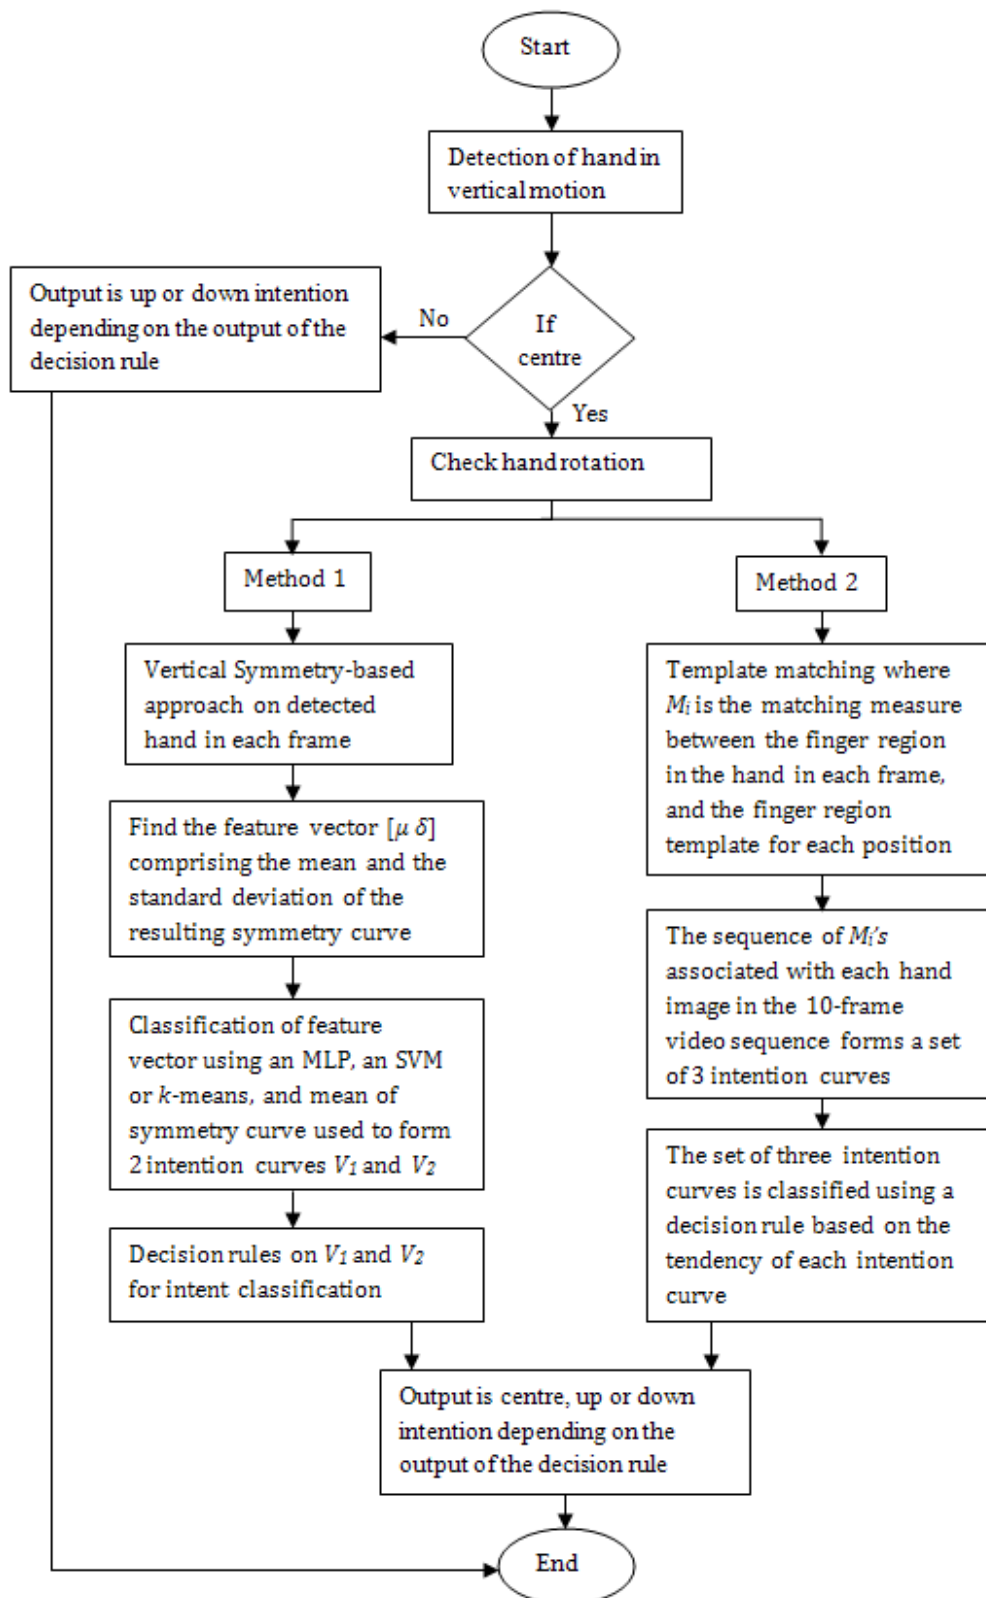 Start
Detection of hand in
vertical motion
If
centre
No
Yes
Output is up or down intention
depending on the output of the
decision rule
Check hand rotation
Method 1
Vertical Symmetry-based
approach on detected
hand in each frame
Find the feature vector [μ δ]
comprising the mean and the
standard deviation of the
resulting symmetry curve
Classification of feature
vector using an MLP, an SVM
or k-means, and mean of
symmetry curve used to form
2 intention curves V1 and V2
Decision rules on V1 and V2
for intent classification
Method 2
Template matching where
Mi is the matching measure
between the finger region
in the hand in each frame,
and the finger region
template for each position
The sequence of Mi's
associated with each hand
image in the 10-frame
video sequence forms a set
of 3 intention curves
The set of three intention
curves is classified using a
decision rule based on the
tendency of each intention
curve
Output is centre, up or down
intention depending on the
output of the decision rule
End